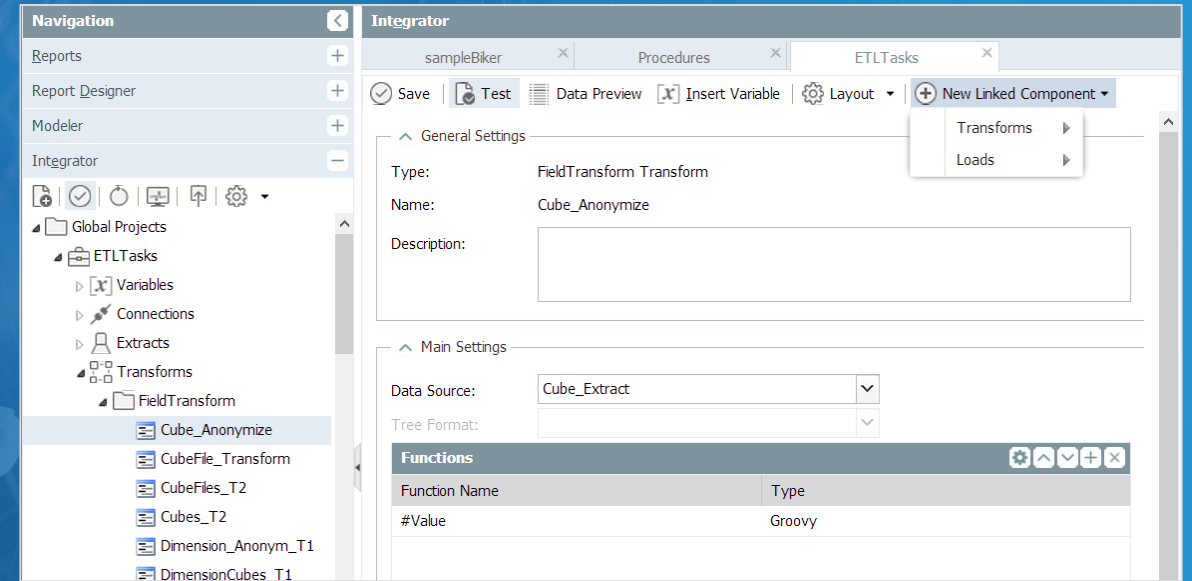 Navigation
Reports
Report Designer
Modeler
Integrator
Global Projects
ETLTasks
Variables
Connections
Extracts
Transforms
FieldTransform
Cube_Anonymize
CubeFile_Transform
CubeFiles_T2
Cubes_T2
Dimension_Anonym_T1
DimensionCubes_T1
Integrator
sampleBiker Procedures ETLTasks
Save Test Data Preview [x] Insert Variable Layout New Linked Component
Transforms
Loads
General Settings
Type: FieldTransform Transform
Name: Cube_Anonymize
Description:
Main Settings
Data Source: Cube_Extract
Tree Format:
Functions
Function Name Type
#Value Groovy